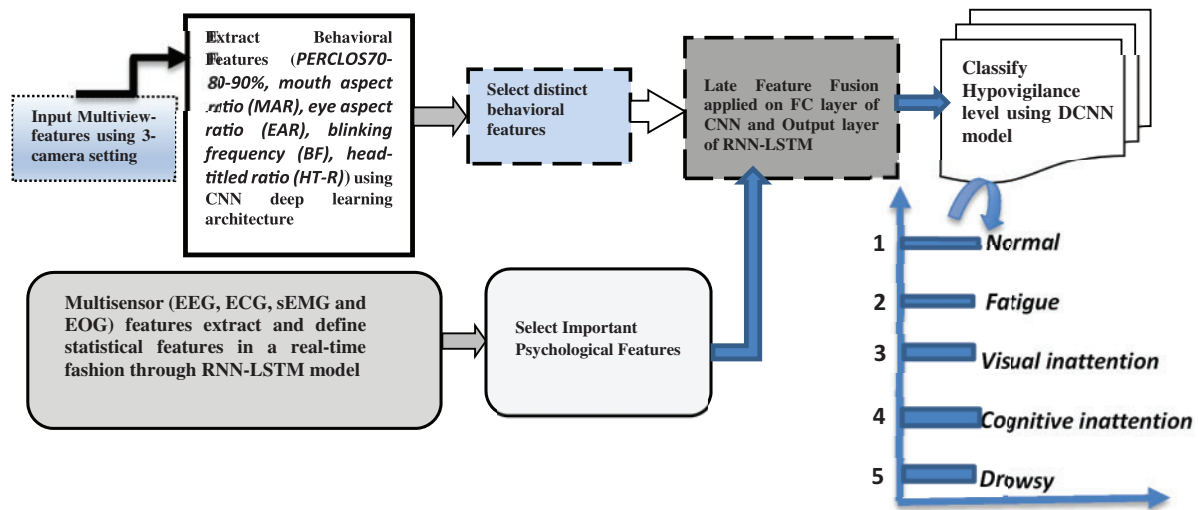 Input Multiview-
features using 3-
camera setting
Extract Behavioral
Features (PERCLOS70-
80-90%, mouth aspect
ratio (MAR), eye aspect
ratio (EAR), blinking
frequency (BF), head-
titled ratio (HT-R)) using
CNN deep learning
architecture
Select distinct
behavioral
features
Late Feature Fusion
applied on FC layer of
CNN and Output layer
of RNN-LSTM
Classify
Hypovigilance
level using DCNN
model
Multisensor (EEG, ECG, sEMG and
EOG) features extract and define
statistical features in a real-time
fashion through RNN-LSTM model
Select Important
Psychological Features
1 Normal
2 Fatigue
3 Visual inattention
4 Cognitive inattention
5 Drowsy